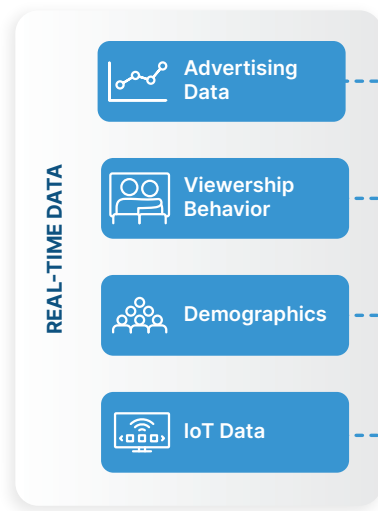 REAL-TIME DATA
Advertising
Data
Viewership
Behavior
Demographics
IoT Data